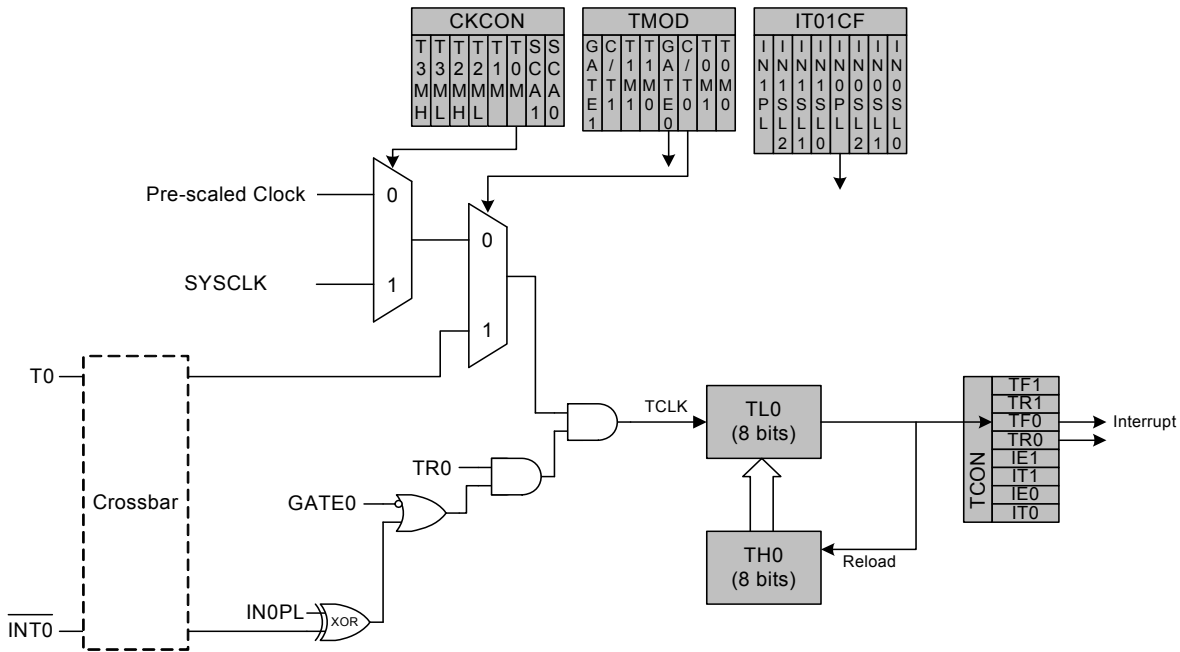 CKCON
T3MH T3ML T2MH T2ML T1M T0M SCA1 SCA0
TMOD
GATE1 C/T1 T1M1 T1M0 GATE0 C/T0 T0M1 T0M0
IT01CF
IN1PL IN1SL2 IN1SL1 IN1SL0 IN0PL IN0SL2 IN0SL1 IN0SL0
Pre-scaled Clock
0
SYSCLK
1
0
1
T0
Crossbar
INT0
GATE0
TR0
IN0PL
XOR
TCLK
TL0
(8 bits)
TH0
(8 bits)
Reload
TCON
TF1
TR1
TF0
TR0
IE1
IT1
IE0
IT0
Interrupt